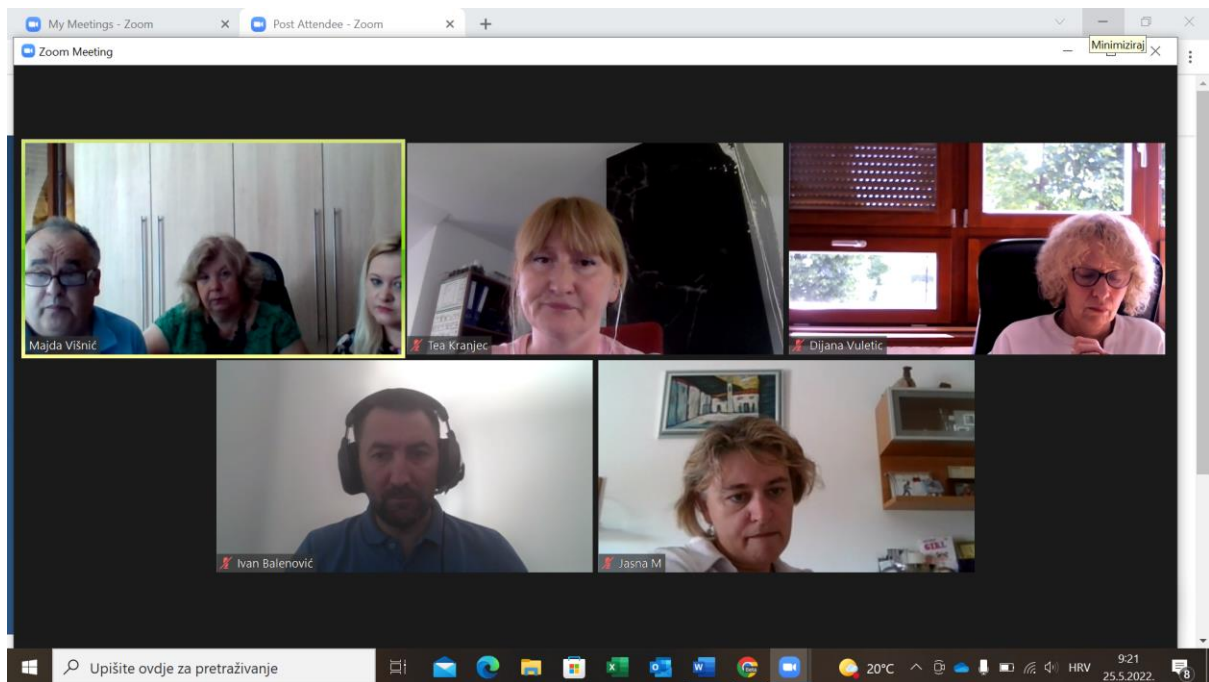 My Meetings - Zoom
Post Attendee - Zoom
Minimiziraj
Zoom Meeting
Majda Višnić
Tea Kranjec
Dijana Vuletic
Ivan Balenović
Jasna M
GIRL
Upišite ovdje za pretraživanje
20°C
HRV
9:21
25.5.2022.
8